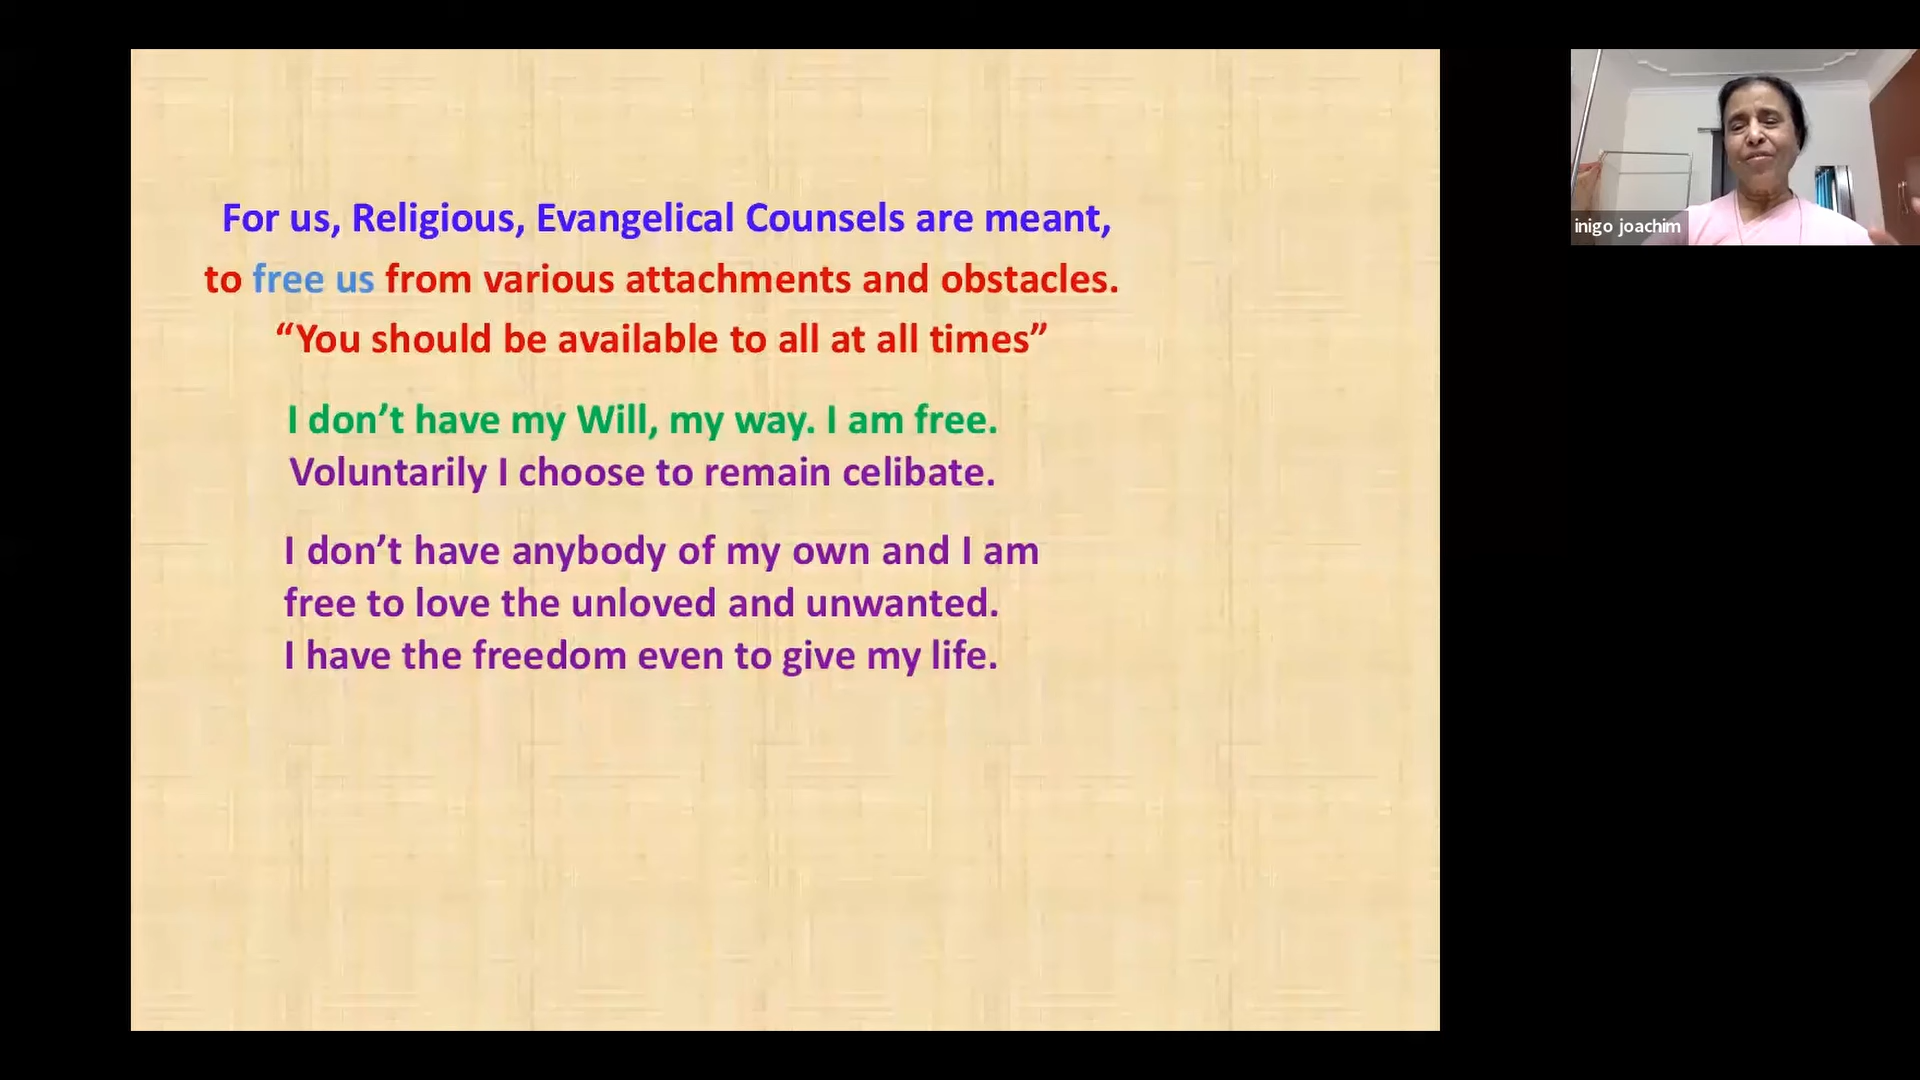 For us, Religious, Evangelical Counsels are meant,
to free us from various attachments and obstacles.
“You should be available to all at all times”
I don’t have my Will, my way. I am free.
Voluntarily I choose to remain celibate.
I don’t have anybody of my own and I am
free to love the unloved and unwanted.
I have the freedom even to give my life.
inigo joachim